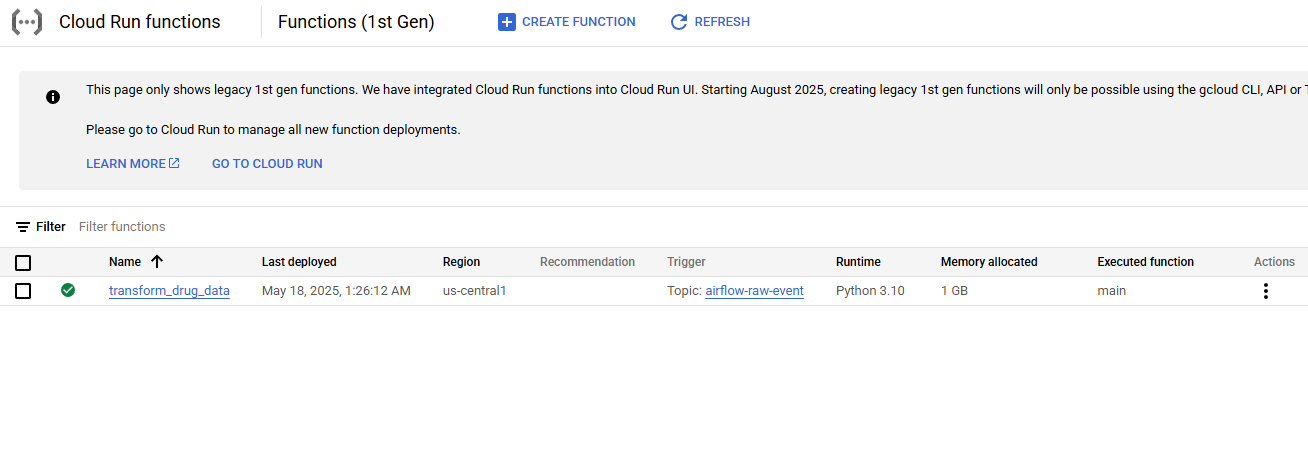 Cloud Run functions Functions (1st Gen) CREATE FUNCTION REFRESH
This page only shows legacy 1st gen functions. We have integrated Cloud Run functions into Cloud Run UI. Starting August 2025, creating legacy 1st gen functions will only be possible using the gcloud CLI, API or
Please go to Cloud Run to manage all new function deployments.
LEARN MORE GO TO CLOUD RUN
Filter Filter functions
Name Last deployed Region Recommendation Trigger Runtime Memory allocated Executed function Actions
transform_drug_data May 18, 2025, 1:26:12 AM us-central1 Topic: airflow-raw-event Python 3.10 1 GB main